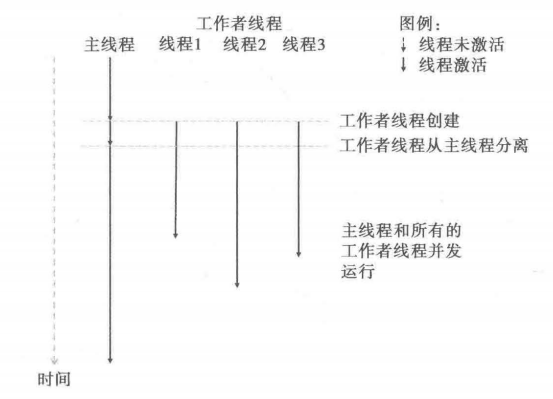 工作者线程
主线程 线程1 线程2 线程3
图例:
线程未激活
线程激活
工作者线程创建
工作者线程从主线程分离
主线程和所有的
工作者线程并发
运行
时间